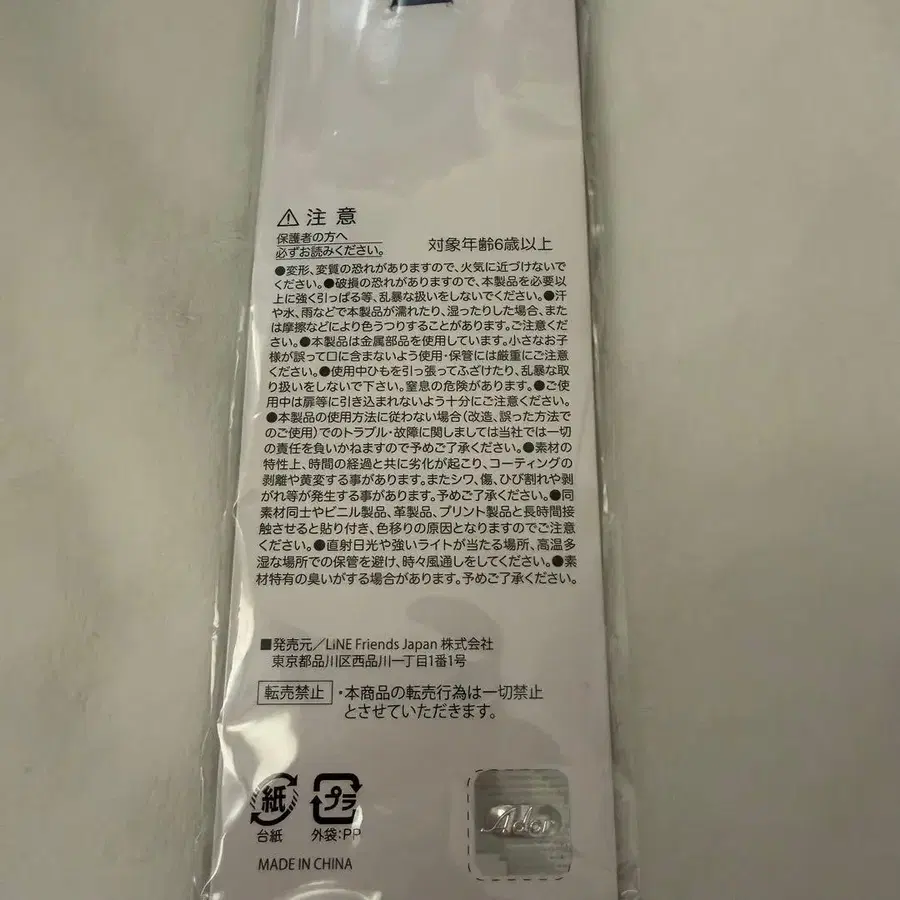 ⚠ 注意
保護者の方へ
必ずお読みください。
対象年齢6歳以上
●変形、変質の恐れがありますので、火気に近づけないで
ください。●破損の恐れがありますので、本製品を必要以
上に強く引っぱる等、乱暴な扱いをしないでください。●汗
や水、雨などで本製品が濡れたり、湿ったりした場合、また
は摩擦などにより色うつりすることがあります。ご注意くだ
さい。●本製品は金属部品を使用しています。小さなお子
様が誤って口に含まないよう使用・保管には厳重にご注意
ください。●使用中ひもを引っ張ってふざけたり、乱暴な取
り扱いをしないで下さい。窒息の危険があります。●ご使
用中は扉等に引き込まれないよう十分にご注意ください。
●本製品の使用方法に従わない場合(改造、誤った方法で
のご使用)でのトラブル・故障に関しましては当社では一切
の責任を負いかねますので予めご了承ください。●素材の
特性上、時間の経過と共に劣化が起こり、コーティングの
剥離や黄変する事があります。またシワ、傷、ひび割れや剥
がれ等が発生する事があります。予めご了承ください。●同
素材同士やビニル製品、革製品、プリント製品と長時間接
触させると貼り付き、色移りの原因となりますのでご注意
ください。●直射日光や強いライトが当たる場所、高温多
湿な場所での保管を避け、時々風通しをしてください。●素
材特有の臭いがする場合があります。予めご了承ください。
■発売元／LINE Friends Japan 株式会社
東京都品川区西品川一丁目1番1号
転売禁止 ・本商品の転売行為は一切禁止
とさせていただきます。
紙 プラ
台紙 外袋:PP
MADE IN CHINA